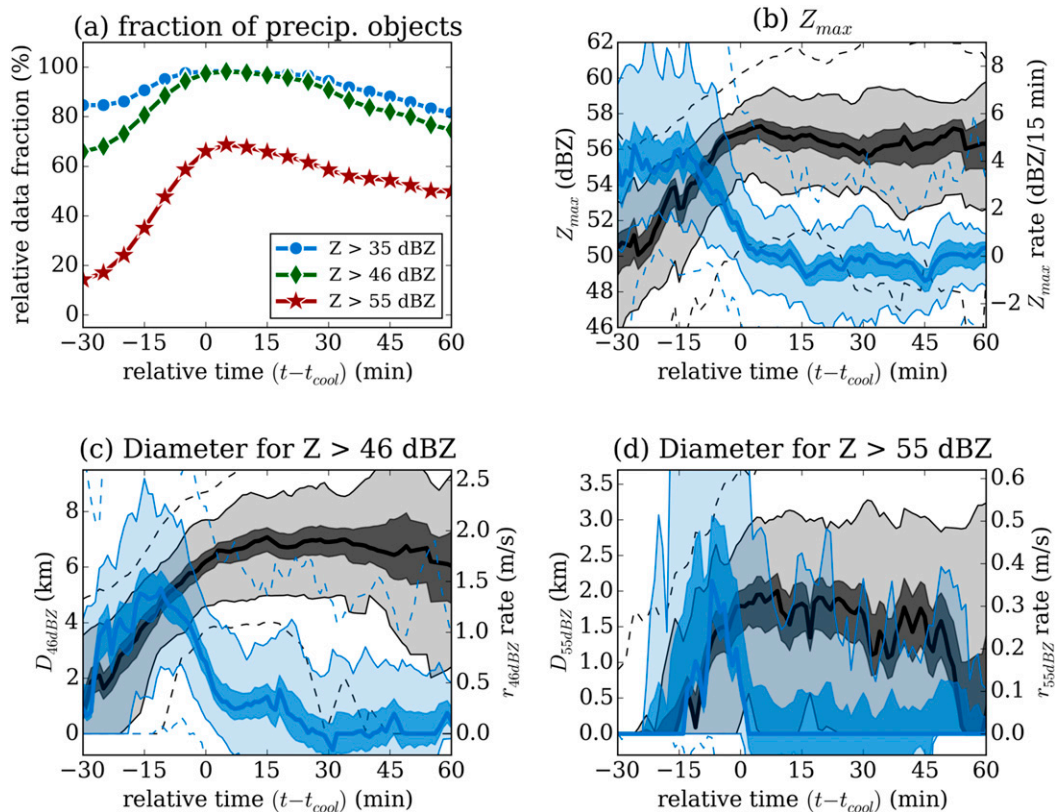 (a) fraction of precip. objects
relative data fraction (%)
100
80
60
40
20
0
Z > 35 dBZ
Z > 46 dBZ
Z > 55 dBZ
−30 −15 0 15 30 45 60
relative time (t−t_cool) (min)
(b) Z_max
Z_max (dBZ)
62
60
58
56
54
52
50
48
46
8
6
4
2
0
−2
Z_max rate (dBZ/15 min)
−30 −15 0 15 30 45 60
relative time (t−t_cool) (min)
(c) Diameter for Z > 46 dBZ
D_46dBZ (km)
8
6
4
2
0
2.5
2.0
1.5
1.0
0.5
0.0
r_46dBZ rate (m/s)
−30 −15 0 15 30 45 60
relative time (t−t_cool) (min)
(d) Diameter for Z > 55 dBZ
D_55dBZ (km)
3.5
3.0
2.5
2.0
1.5
1.0
0.5
0.0
0.6
0.5
0.4
0.3
0.2
0.1
0.0
r_55dBZ rate (m/s)
−30 −15 0 15 30 45 60
relative time (t−t_cool) (min)